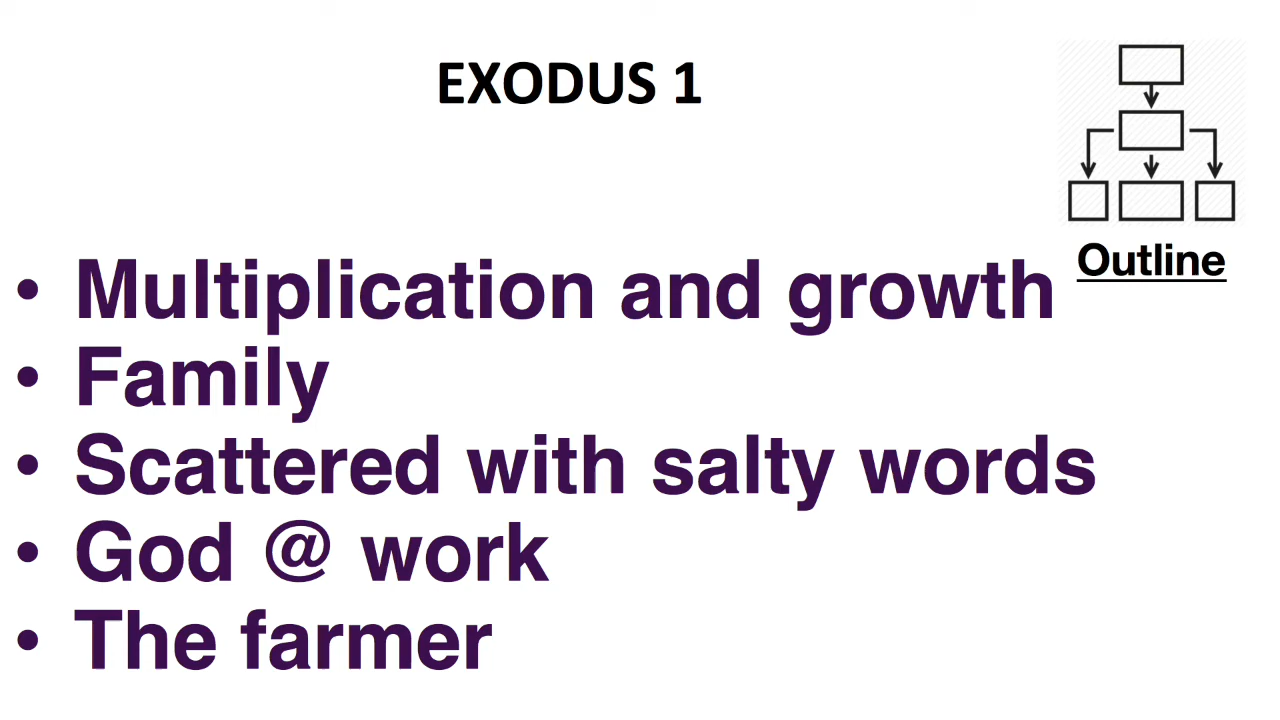 EXODUS 1
Outline
• Multiplication and growth
• Family
• Scattered with salty words
• God @ work
• The farmer